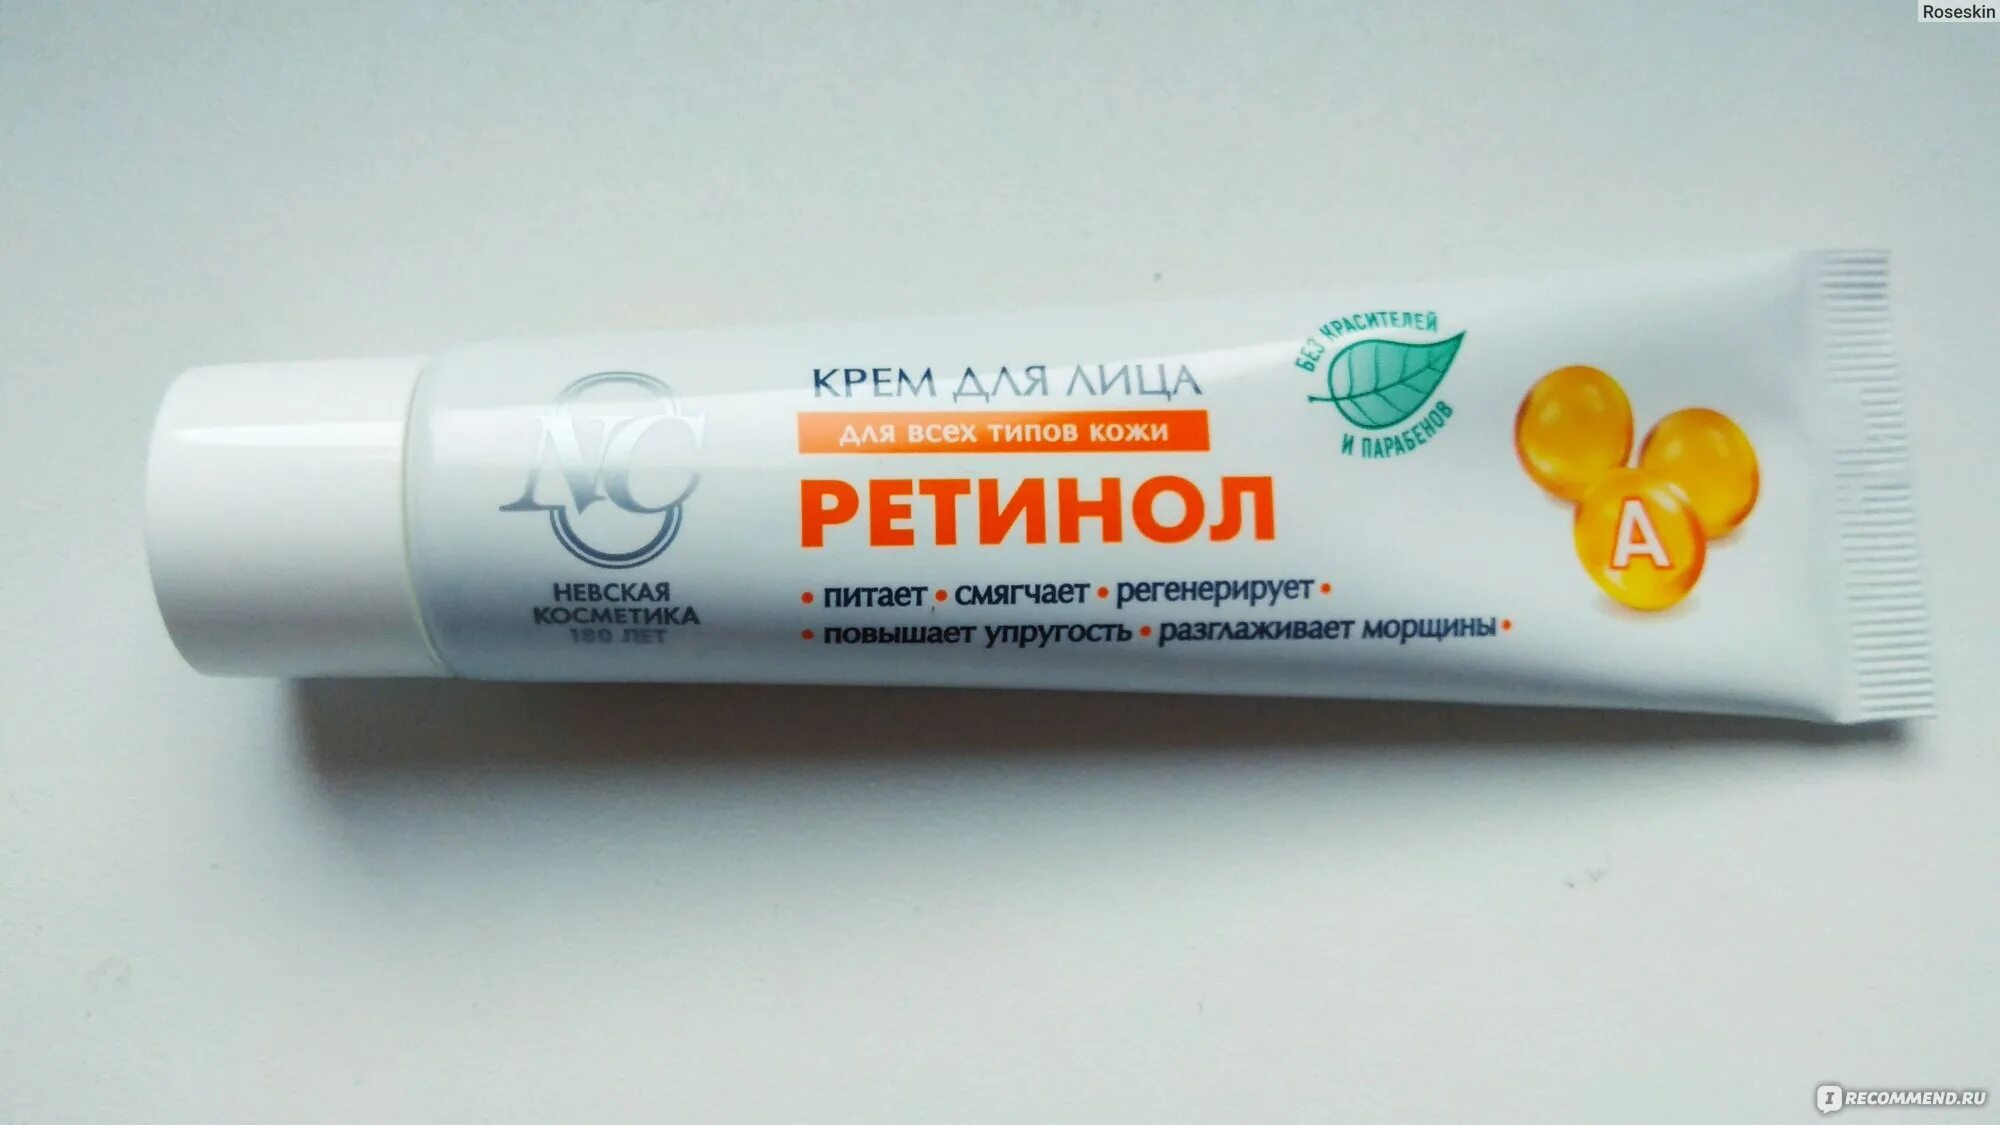 Roseskin
NC
НЕВСКАЯ
КОСМЕТИКА
180 ЛЕТ
КРЕМ ДЛЯ ЛИЦА
ДЛЯ ВСЕХ ТИПОВ КОЖИ
РЕТИНОЛ
• питает • смягчает • регенерирует •
• повышает упругость • разглаживает морщины •
БЕЗ КРАСИТЕЛЕЙ
И ПАРАБЕНОВ
A
I RECOMMEND.RU